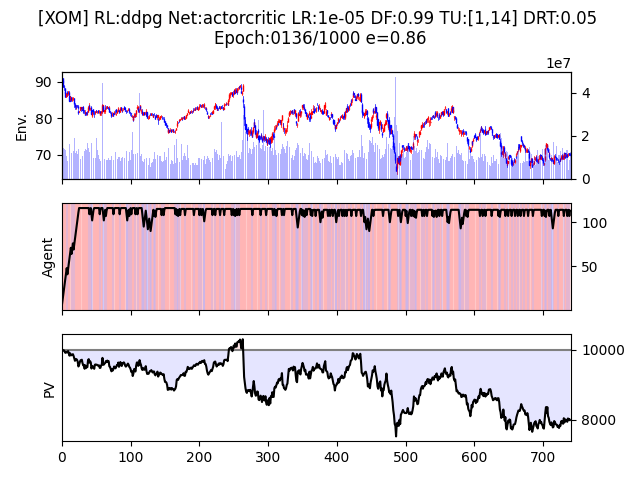 [XOM] RL:ddpg Net:actorcritic LR:1e-05 DF:0.99 TU:[1,14] DRT:0.05
Epoch:0136/1000 e=0.86
1e7
90
80
70
Env.
4
2
0
Agent
100
50
PV
10000
8000
0 100 200 300 400 500 600 700